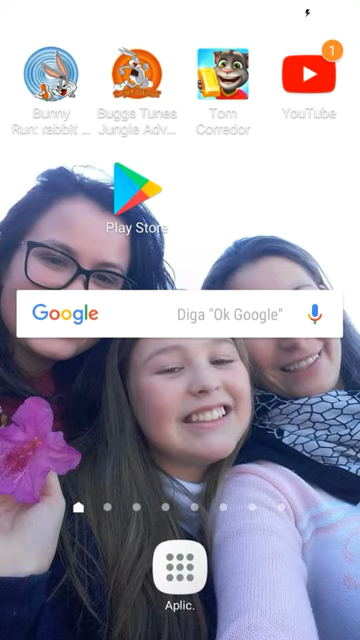 Bunny
Run: rabbit ...
Buggs Tunes
Jungle Adv...
Tom
Corredor
1
YouTube
Play Store
Google
Diga "Ok Google"
Aplic.